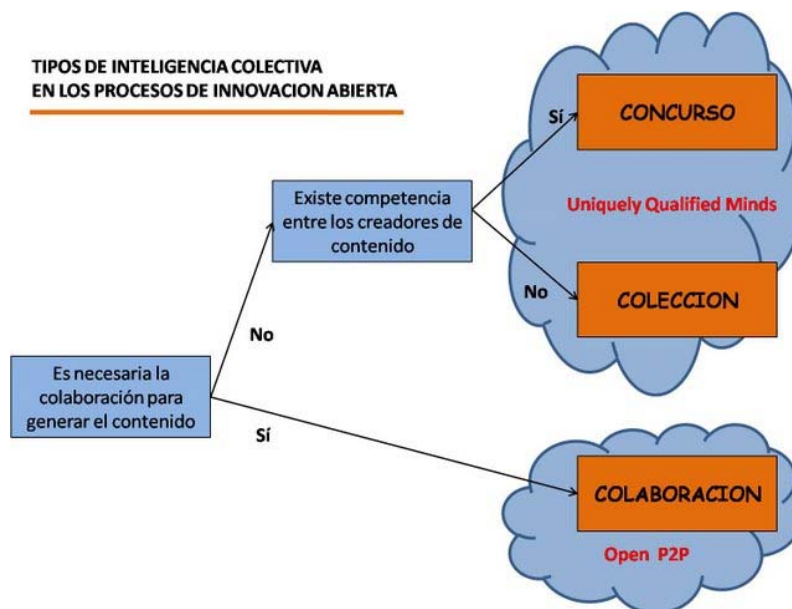 TIPOS DE INTELIGENCIA COLECTIVA
EN LOS PROCESOS DE INNOVACION ABIERTA
Es necesaria la
colaboración para
generar el contenido
No
Sí
Existe competencia
entre los creadores de
contenido
Sí
No
CONCURSO
Uniquely Qualified Minds
COLECCION
COLABORACION
Open P2P